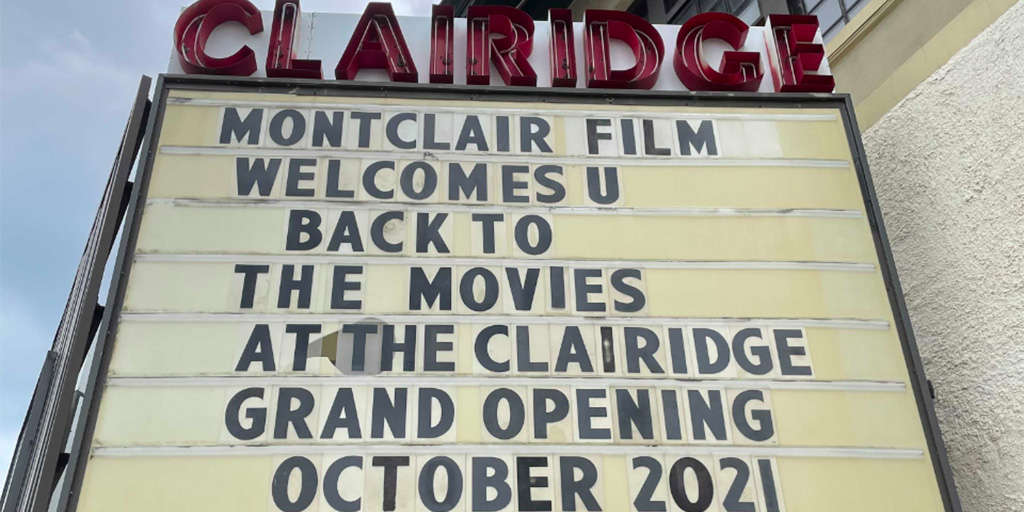 CLAIRIDGE
MONTCLAIR FILM
WELCOMES U
BACK TO
THE MOVIES
AT THE CLAIRIDGE
GRAND OPENING
OCTOBER 2021